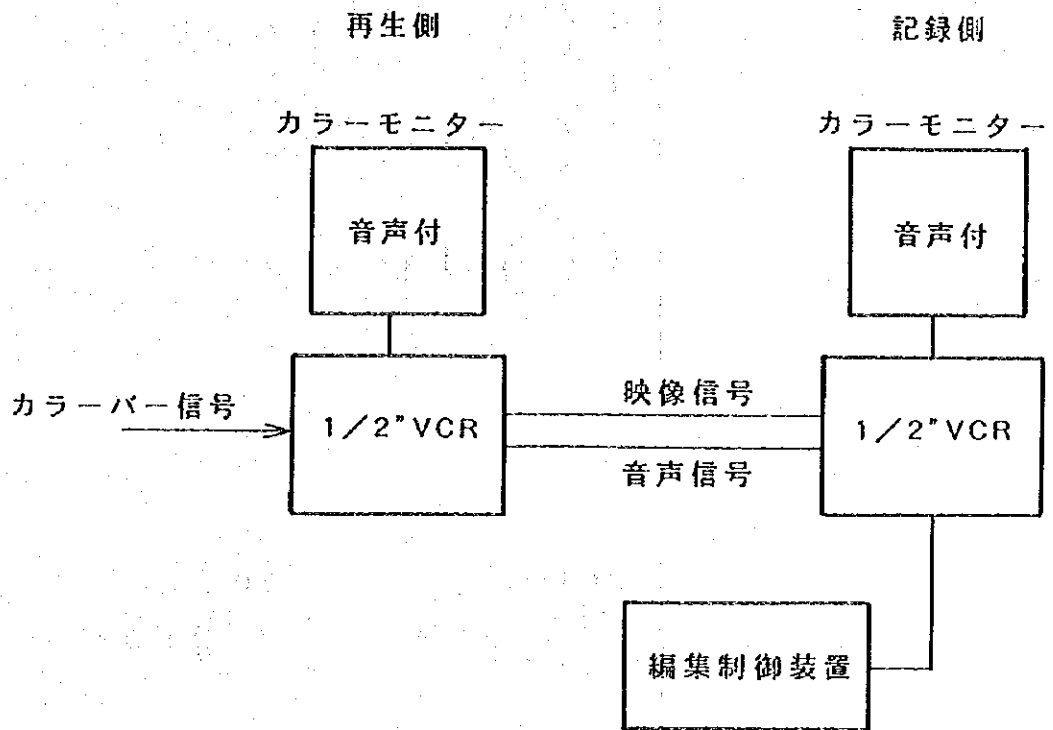 再生側
記録側
カラーモニター
カラーモニター
音声付
音声付
カラーバー信号
1/2”VCR
映像信号
音声信号
1/2”VCR
編集制御装置